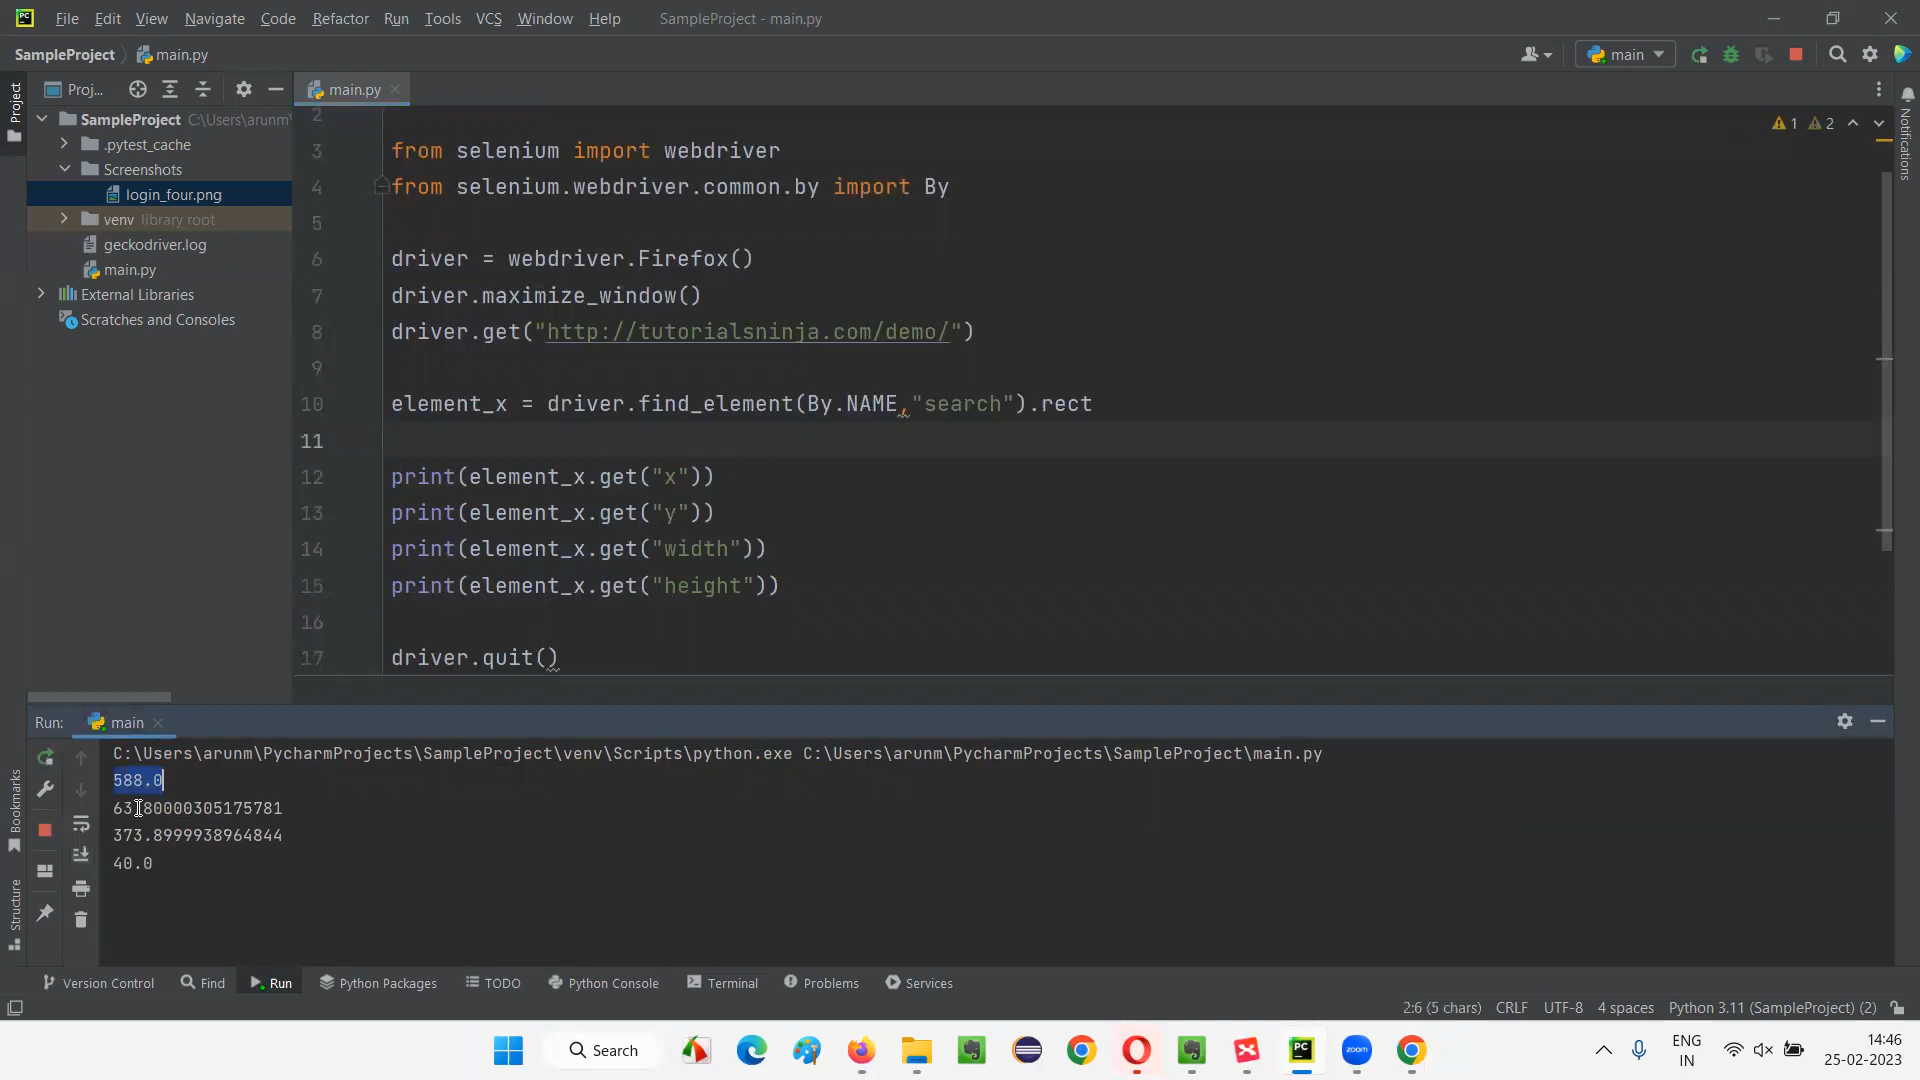 File Edit View Navigate Code Refactor Run Tools VCS Window Help SampleProject - main.py
SampleProject main.py main
Project
Proj...
main.py
SampleProject C:\Users\arunm\
.pytest_cache
Screenshots
login_four.png
venv library root
geckodriver.log
main.py
External Libraries
Scratches and Consoles
1 2
Notifications
2
3 from selenium import webdriver
4 from selenium.webdriver.common.by import By
5
6 driver = webdriver.Firefox()
7 driver.maximize_window()
8 driver.get("http://tutorialsninja.com/demo/")
9
10 element_x = driver.find_element(By.NAME,"search").rect
11
12 print(element_x.get("x"))
13 print(element_x.get("y"))
14 print(element_x.get("width"))
15 print(element_x.get("height"))
16
17 driver.quit()
Run: main
C:\Users\arunm\PycharmProjects\SampleProject\venv\Scripts\python.exe C:\Users\arunm\PycharmProjects\SampleProject\main.py
588.0
63.80000305175781
373.8999938964844
40.0
Bookmarks
Structure
Version Control Find Run Python Packages TODO Python Console Terminal Problems Services
2:6 (5 chars) CRLF UTF-8 4 spaces Python 3.11 (SampleProject) (2)
Search
zoom
ENG
IN
14:46
25-02-2023